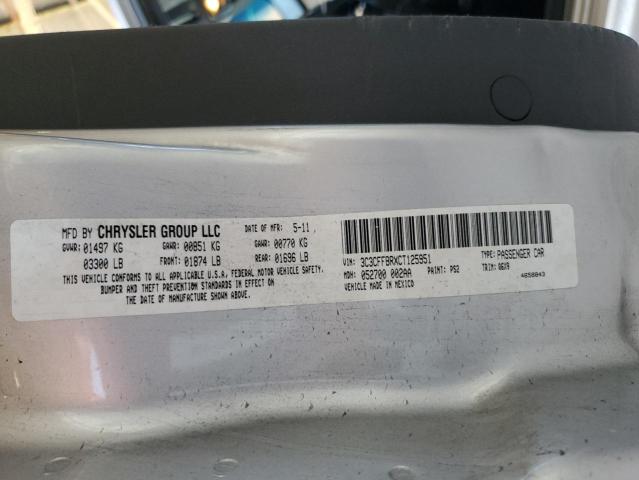 MFD BY CHRYSLER GROUP LLC DATE OF MFR: 5-11
GVWR: 01497 KG GAWR: 00851 KG GAWR: 00770 KG
03300 LB FRONT: 01874 LB REAR: 01696 LB
THIS VEHICLE CONFORMS TO ALL APPLICABLE U.S.A. FEDERAL MOTOR VEHICLE SAFETY,
BUMPER AND THEFT PREVENTION STANDARDS IN EFFECT ON
THE DATE OF MANUFACTURE SHOWN ABOVE.
VIN: 3C3CFFBRXCT125951 TYPE: PASSENGER CAR
MDH: 052700 002AA PAINT: PS2 TRIM: G6X9
VEHICLE MADE IN MEXICO 4658843